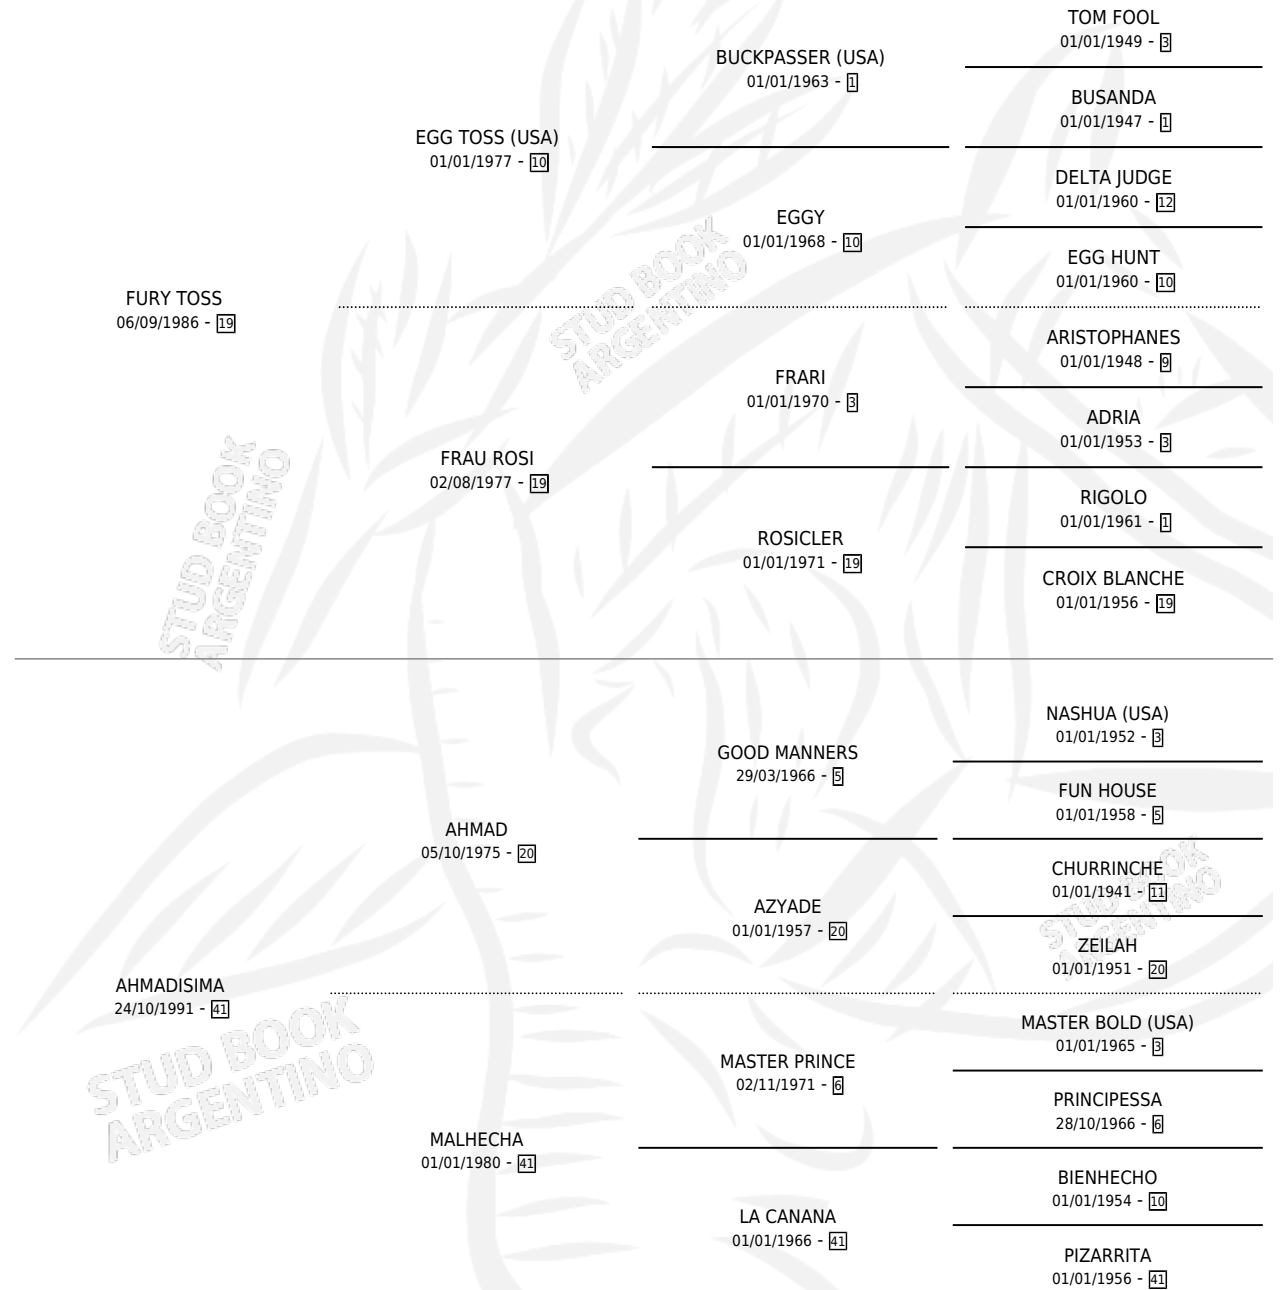 TOM FOOL
01/01/1949 - 3
BUCKPASSER (USA)
01/01/1963 - 1
BUSANDA
01/01/1947 - 1
EGG TOSS (USA)
01/01/1977 - 10
DELTA JUDGE
01/01/1960 - 12
EGGY
01/01/1968 - 10
EGG HUNT
01/01/1960 - 10
FURY TOSS
06/09/1986 - 19
ARISTOPHANES
01/01/1948 - 9
FRARI
01/01/1970 - 3
ADRIA
01/01/1953 - 3
FRAU ROSI
02/08/1977 - 19
RIGOLO
01/01/1961 - 1
ROSICLER
01/01/1971 - 19
CROIX BLANCHE
01/01/1956 - 19
STUD BOOK
ARGENTINO
STUD BOOK
ARGENTINO
NASHUA (USA)
01/01/1952 - 3
GOOD MANNERS
29/03/1966 - 5
FUN HOUSE
01/01/1958 - 5
AHMAD
05/10/1975 - 20
CHURRINCHE
01/01/1941 - 11
AZYADE
01/01/1957 - 20
ZEILAH
01/01/1951 - 20
STUD BOOK
ARGENTINO
AHMADISIMA
24/10/1991 - 41
MASTER BOLD (USA)
01/01/1965 - 3
MASTER PRINCE
02/11/1971 - 6
PRINCIPESSA
28/10/1966 - 6
STUD BOOK
ARGENTINO
MALHECHA
01/01/1980 - 41
BIENHECHO
01/01/1954 - 10
LA CANANA
01/01/1966 - 41
PIZARRITA
01/01/1956 - 41